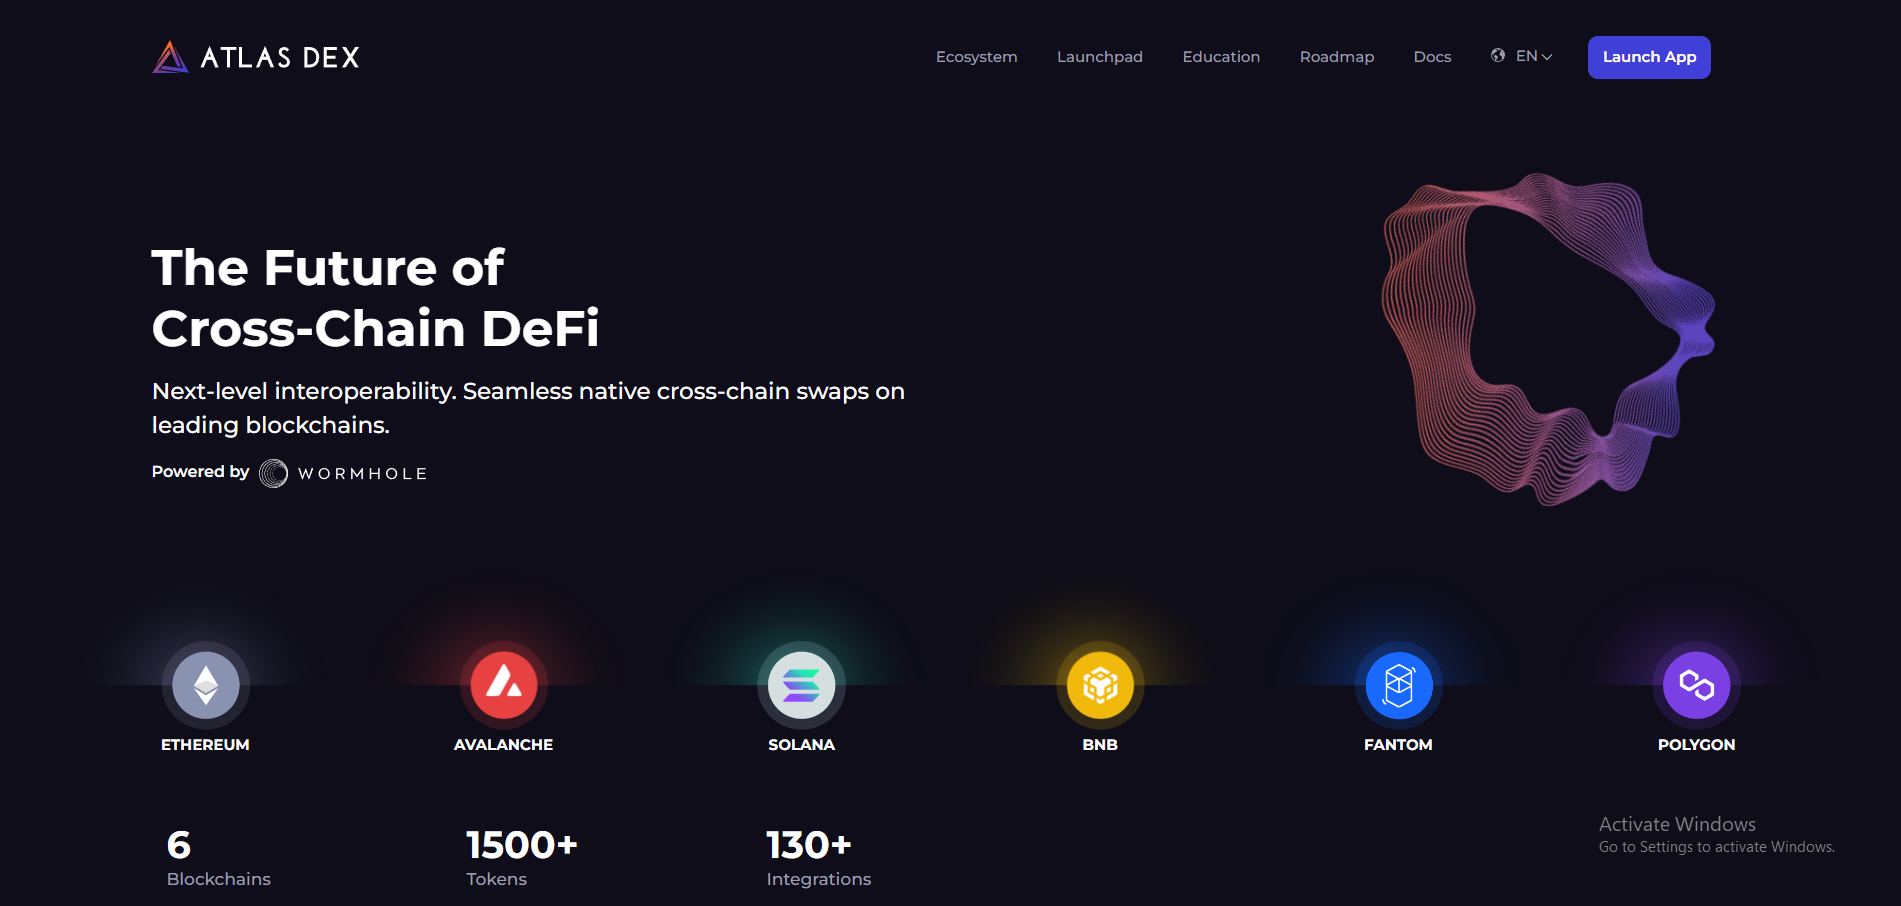 ATLAS DEX
Ecosystem
Launchpad
Education
Roadmap
Docs
EN
Launch App
The Future of
Cross-Chain DeFi
Next-level interoperability. Seamless native cross-chain swaps on
leading blockchains.
Powered by WORMHOLE
ETHEREUM
AVALANCHE
SOLANA
BNB
FANTOM
POLYGON
6
Blockchains
1500+
Tokens
130+
Integrations
Activate Windows
Go to Settings to activate Windows.